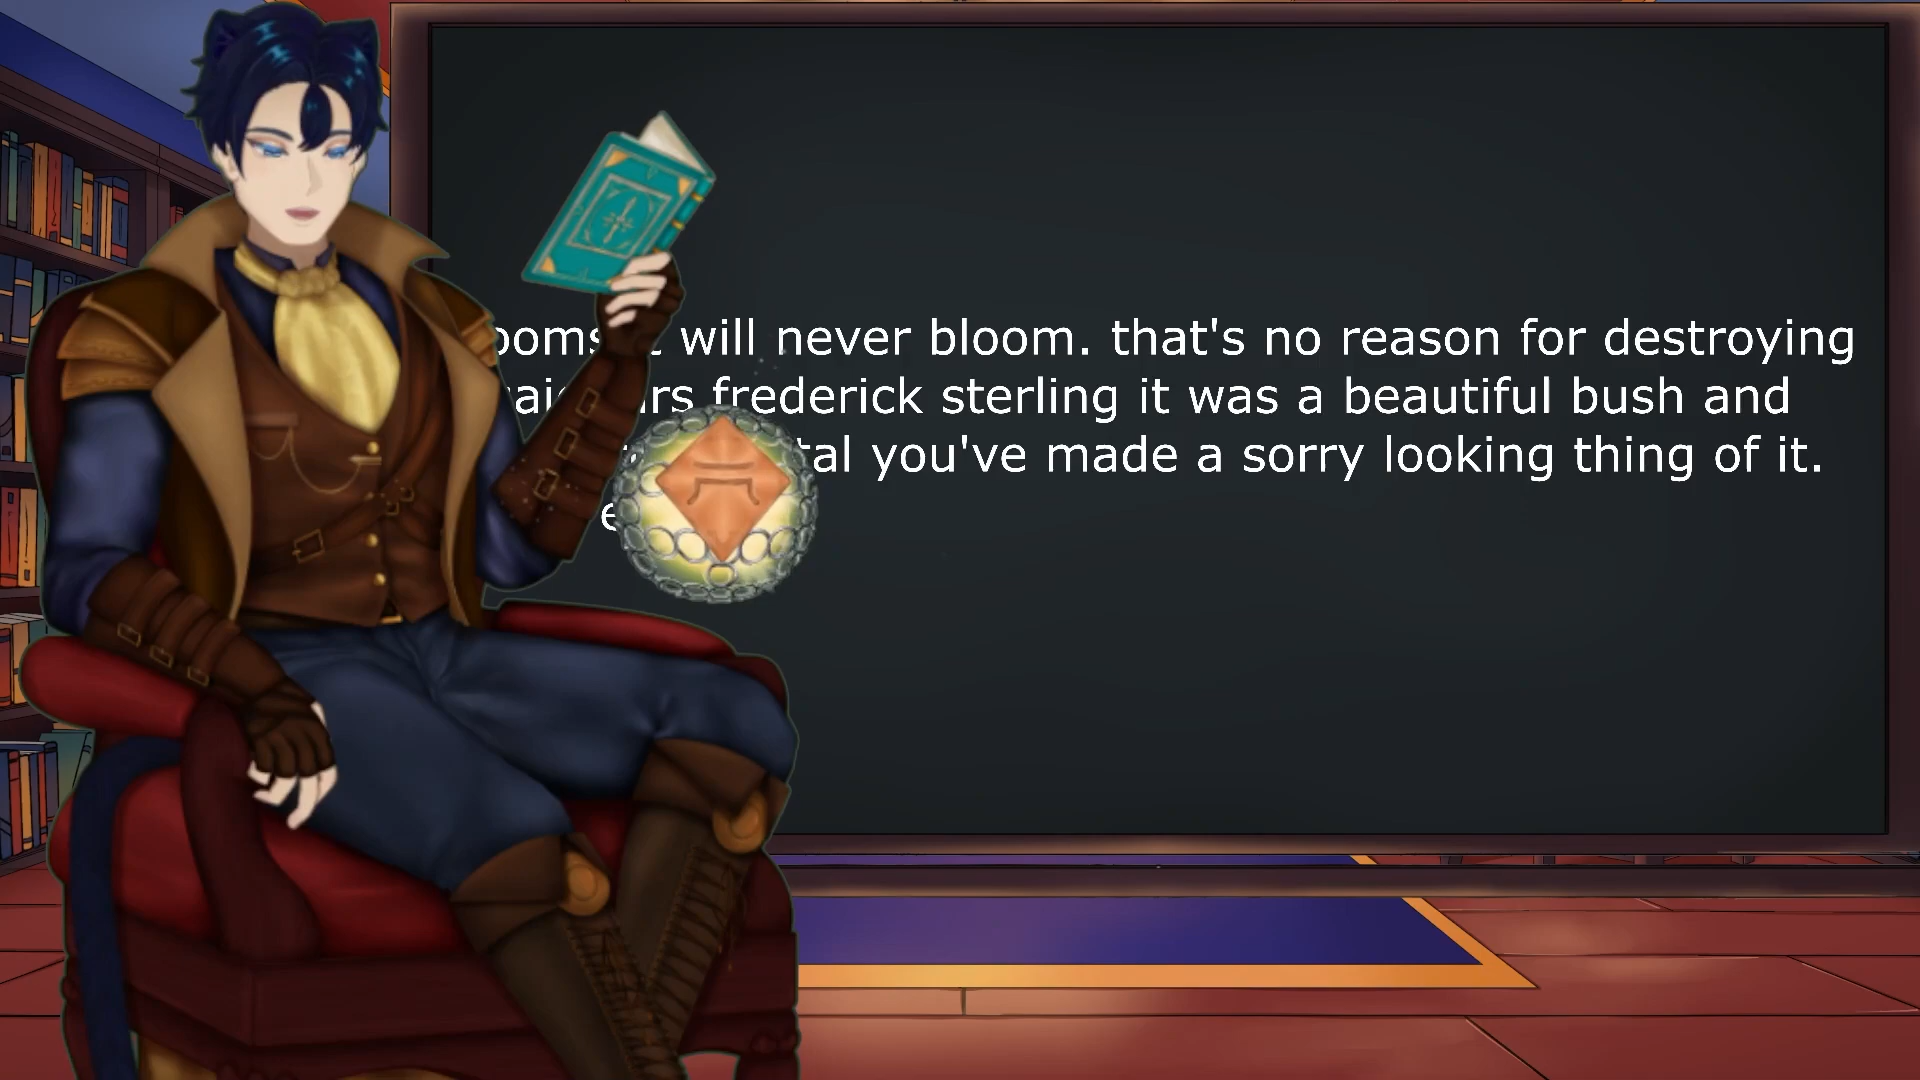 will never bloom. that's no reason for destroying
frederick sterling it was a beautiful bush and
you've made a sorry looking thing of it.